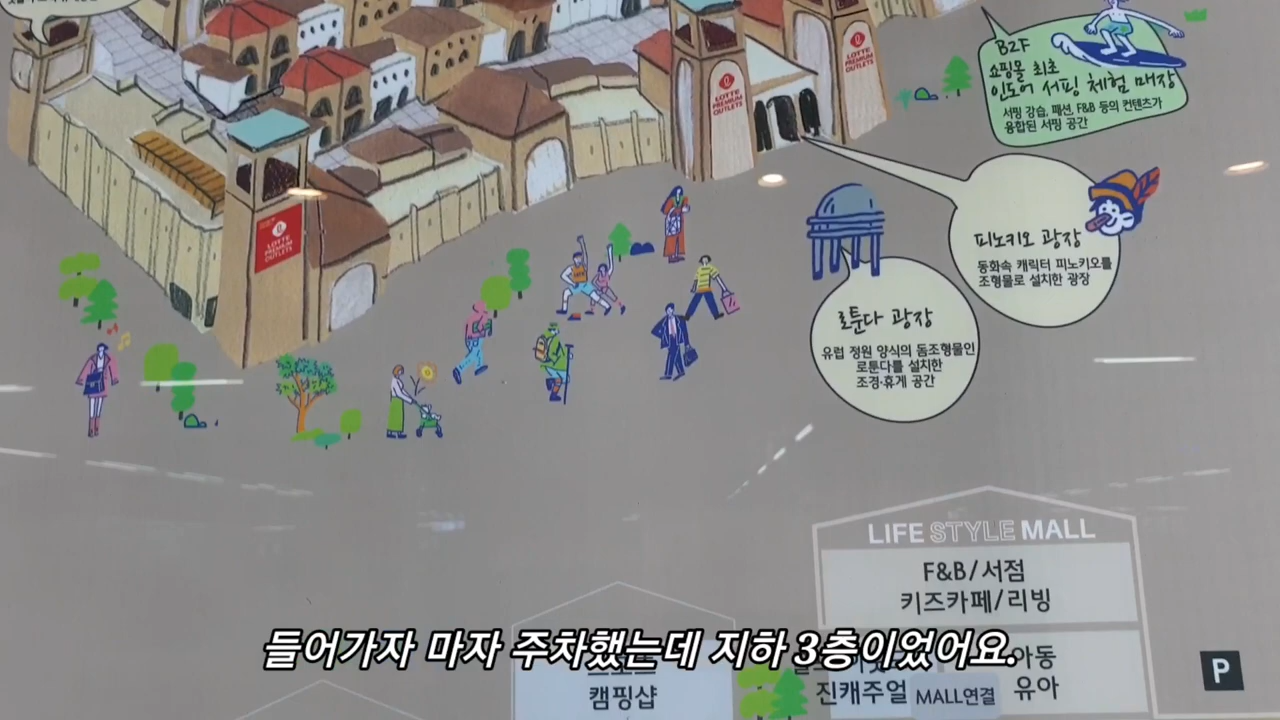 B2F
쇼핑몰 최초
인도어 서핑 체험 매장
서핑 강습, 패션, F&B 등의 컨텐츠가
융합된 서핑 공간
LOTTE
PREMIUM
OUTLETS
LOTTE
PREMIUM
OUTLETS
LOTTE
PREMIUM
OUTLETS
피노키오 광장
동화속 캐릭터 피노키오를
조형물로 설치한 광장
로툰다 광장
유럽 정원 양식의 돔조형물인
로툰다를 설치한
조경·휴게 공간
LIFE STYLE MALL
F&B/서점
키즈카페/리빙
들어가자 마자 주차했는데 지하 3층이었어요.
아동
유아
진캐주얼
MALL연결
캠핑샵
P